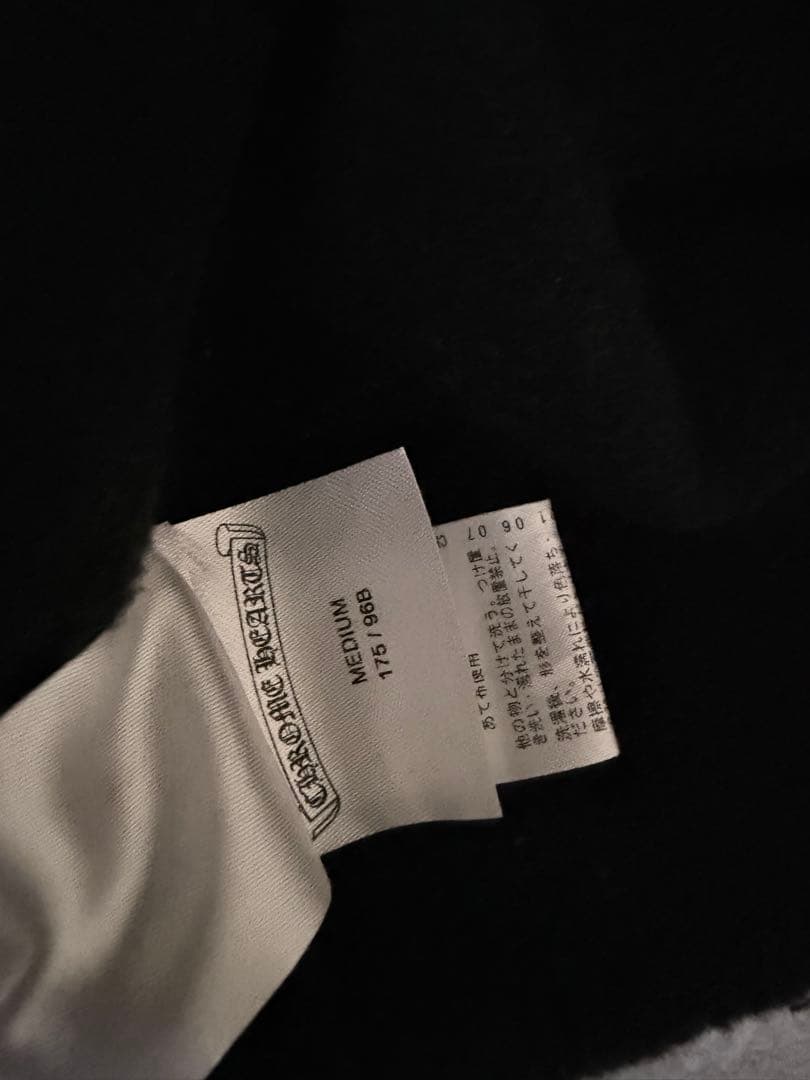 CHROME HEARTS
MEDIUM
175 / 96B
07 06
あて布使用
他の物と分けて洗う。つけ置
き洗い・濡れたままの放置禁止。
洗濯後、形を整えて干してく
ださい。
摩擦や水濡れにより色落ち、